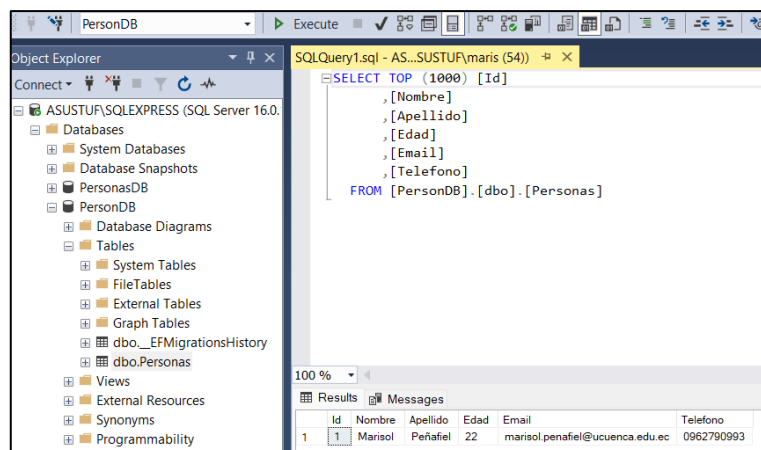 PersonDB
Execute
Object Explorer
SQLQuery1.sql - AS...SUSTUF\maris (54))
Connect
ASUSTUF\SQLEXPRESS (SQL Server 16.0.
Databases
System Databases
Database Snapshots
PersonasDB
PersonDB
Database Diagrams
Tables
System Tables
FileTables
External Tables
Graph Tables
dbo.__EFMigrationsHistory
dbo.Personas
Views
External Resources
Synonyms
Programmability
SELECT TOP (1000) [Id]
,[Nombre]
,[Apellido]
,[Edad]
,[Email]
,[Telefono]
FROM [PersonDB].[dbo].[Personas]
100 %
Results Messages
Id Nombre Apellido Edad Email Telefono
1 1 Marisol Peñafiel 22 marisol.penafiel@ucuenca.edu.ec 0962790993